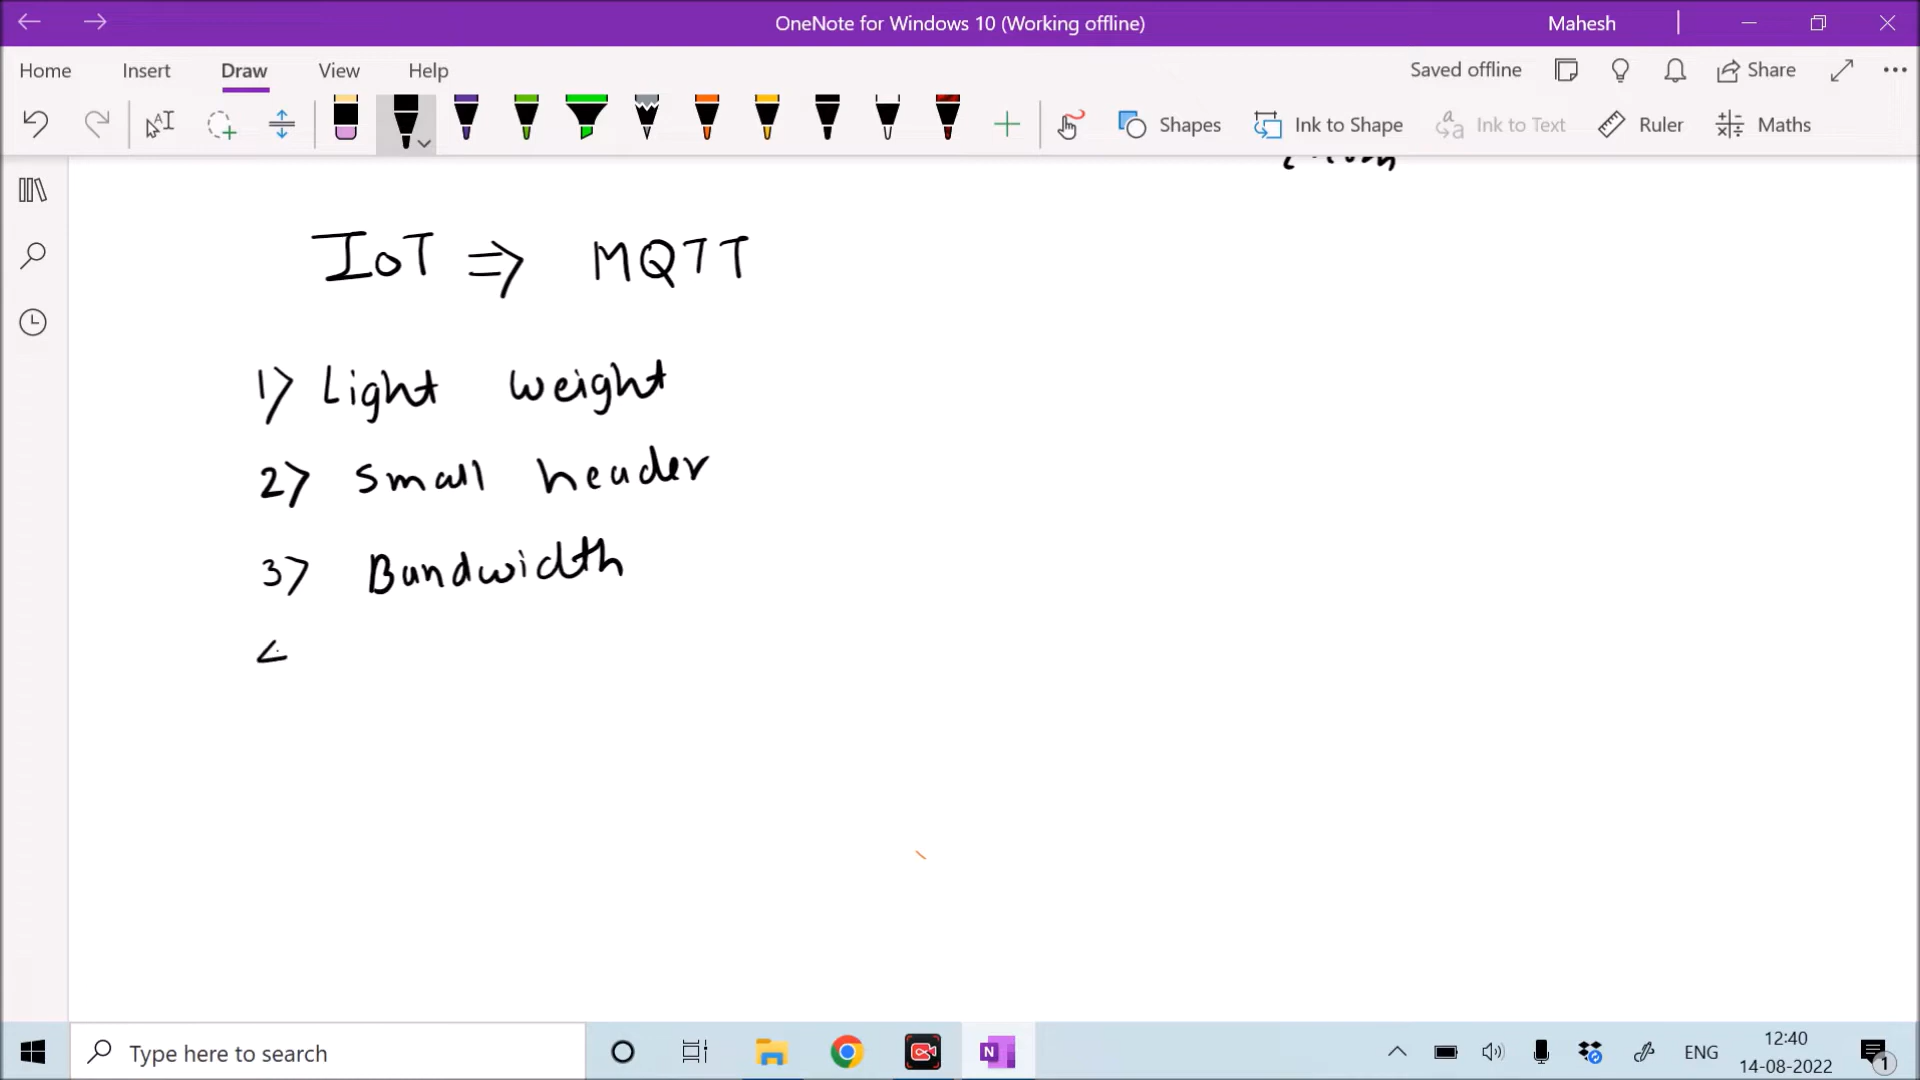 OneNote for Windows 10 (Working offline)
Mahesh
Home Insert Draw View Help
Saved offline Share
Shapes Ink to Shape Ink to Text Ruler Maths
IoT ⇒ MQTT
1) Light weight
2) small header
3) Bandwidth
4
Type here to search
ENG
12:40
14-08-2022
1